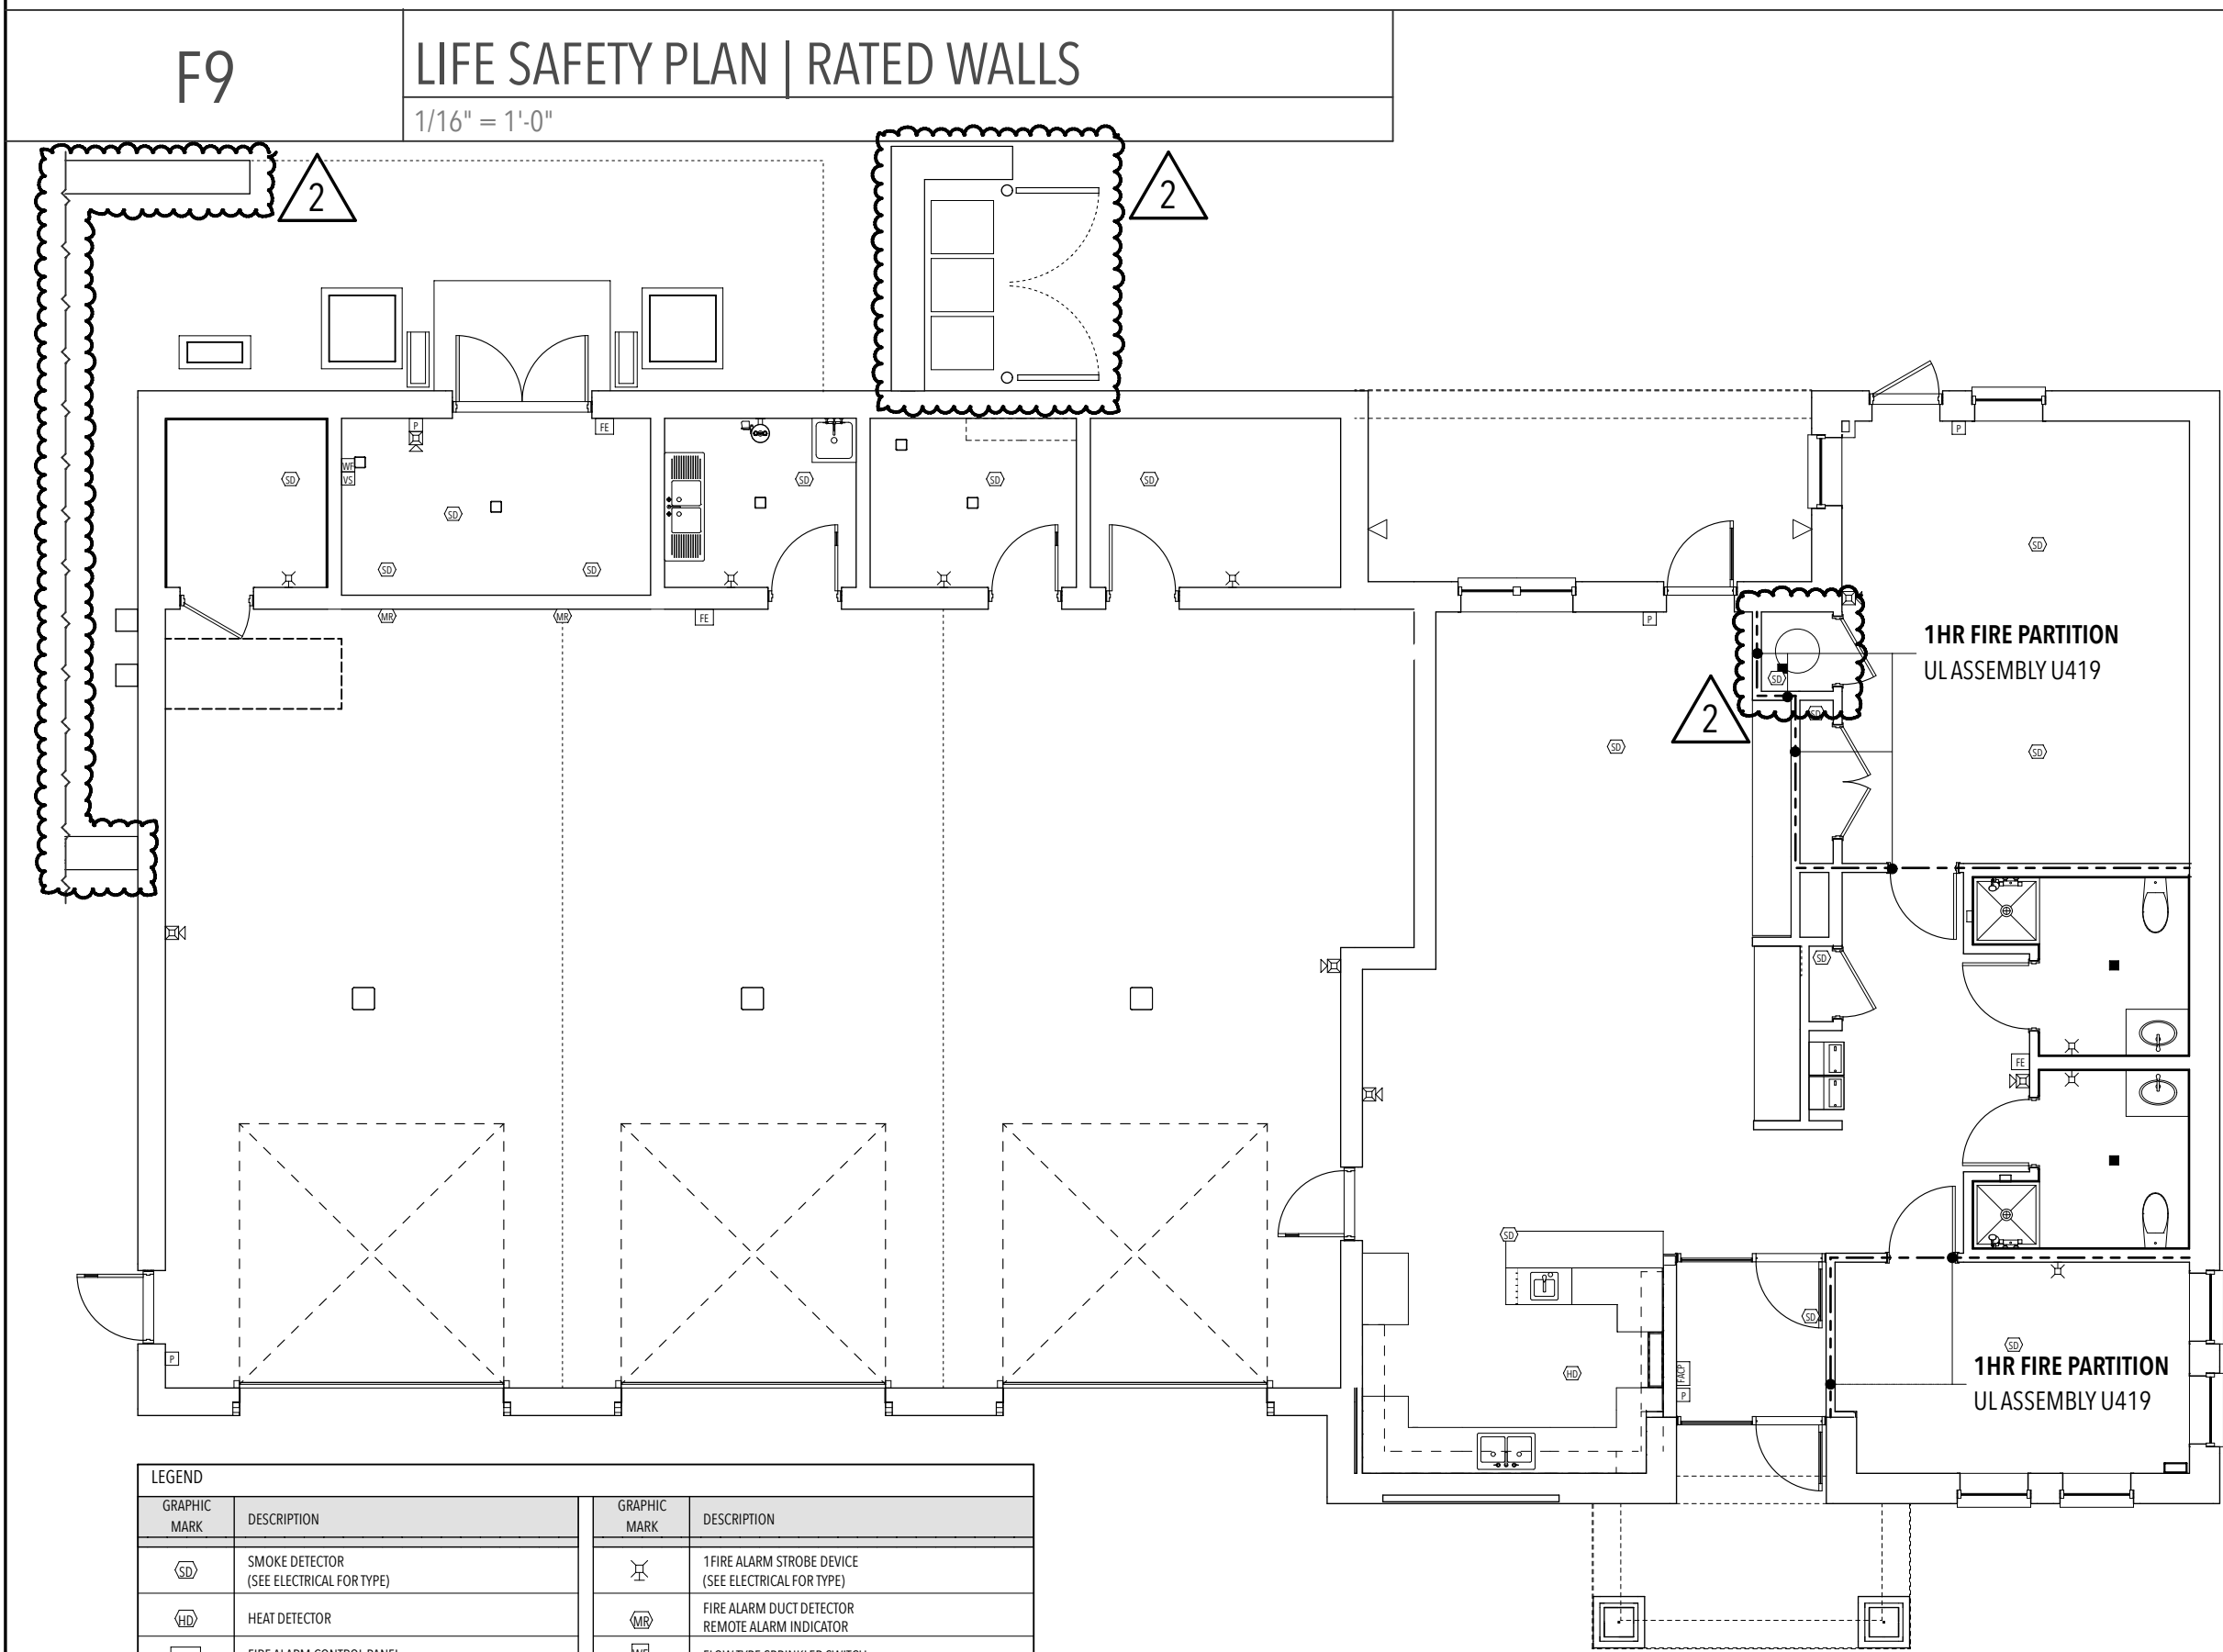 F9
LIFE SAFETY PLAN | RATED WALLS
1/16" = 1'-0"
2
2
P
FE
WF
VS
SD
SD
SD
SD
SD
SD
SD
MR
MR
FE
P
P
SD
1HR FIRE PARTITION
UL ASSEMBLY U419
SD
2
SD
SD
SD
SD
FE
SD
SD
P
HD
FACP
P
SD
1HR FIRE PARTITION
UL ASSEMBLY U419
LEGEND
GRAPHIC MARK
DESCRIPTION
GRAPHIC MARK
DESCRIPTION
SD
SMOKE DETECTOR
(SEE ELECTRICAL FOR TYPE)
1FIRE ALARM STROBE DEVICE
(SEE ELECTRICAL FOR TYPE)
HD
HEAT DETECTOR
MR
FIRE ALARM DUCT DETECTOR
REMOTE ALARM INDICATOR